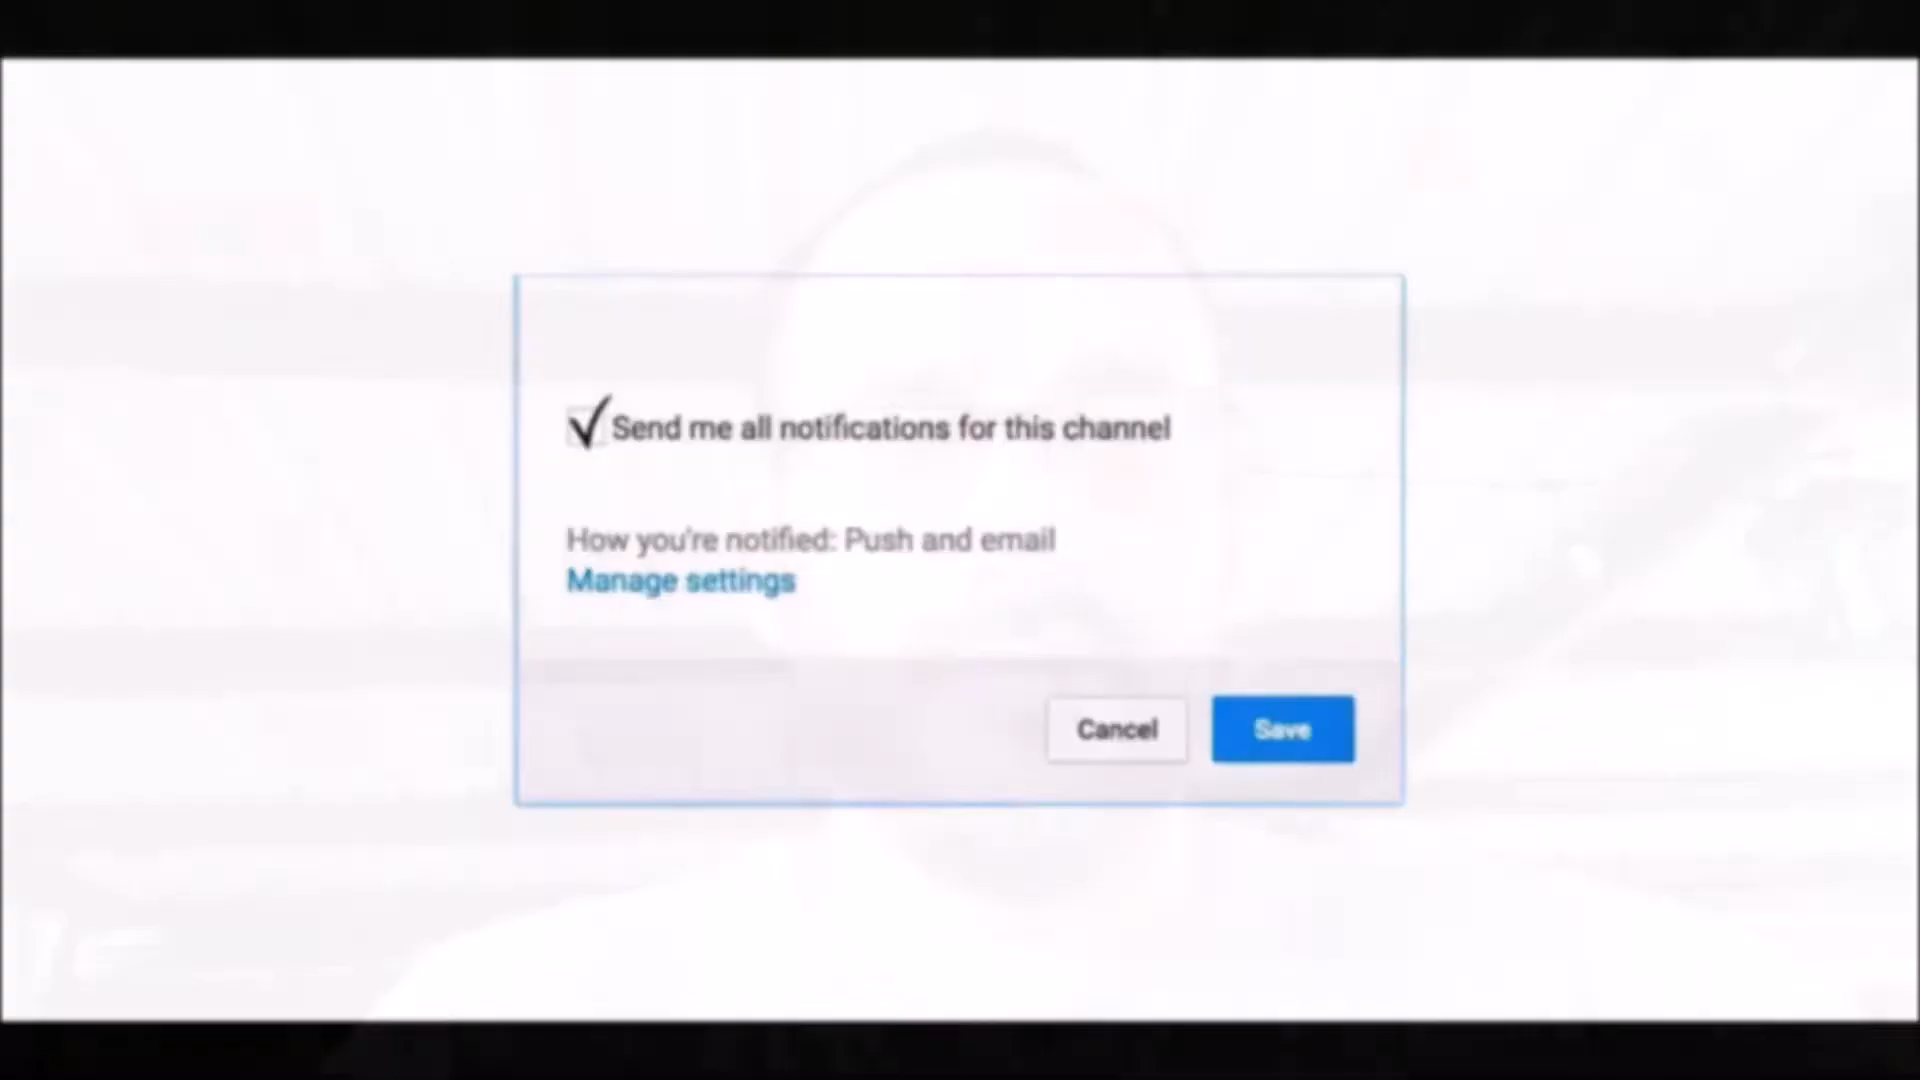 Send me all notifications for this channel
How you're notified: Push and email
Manage settings
Cancel
Save